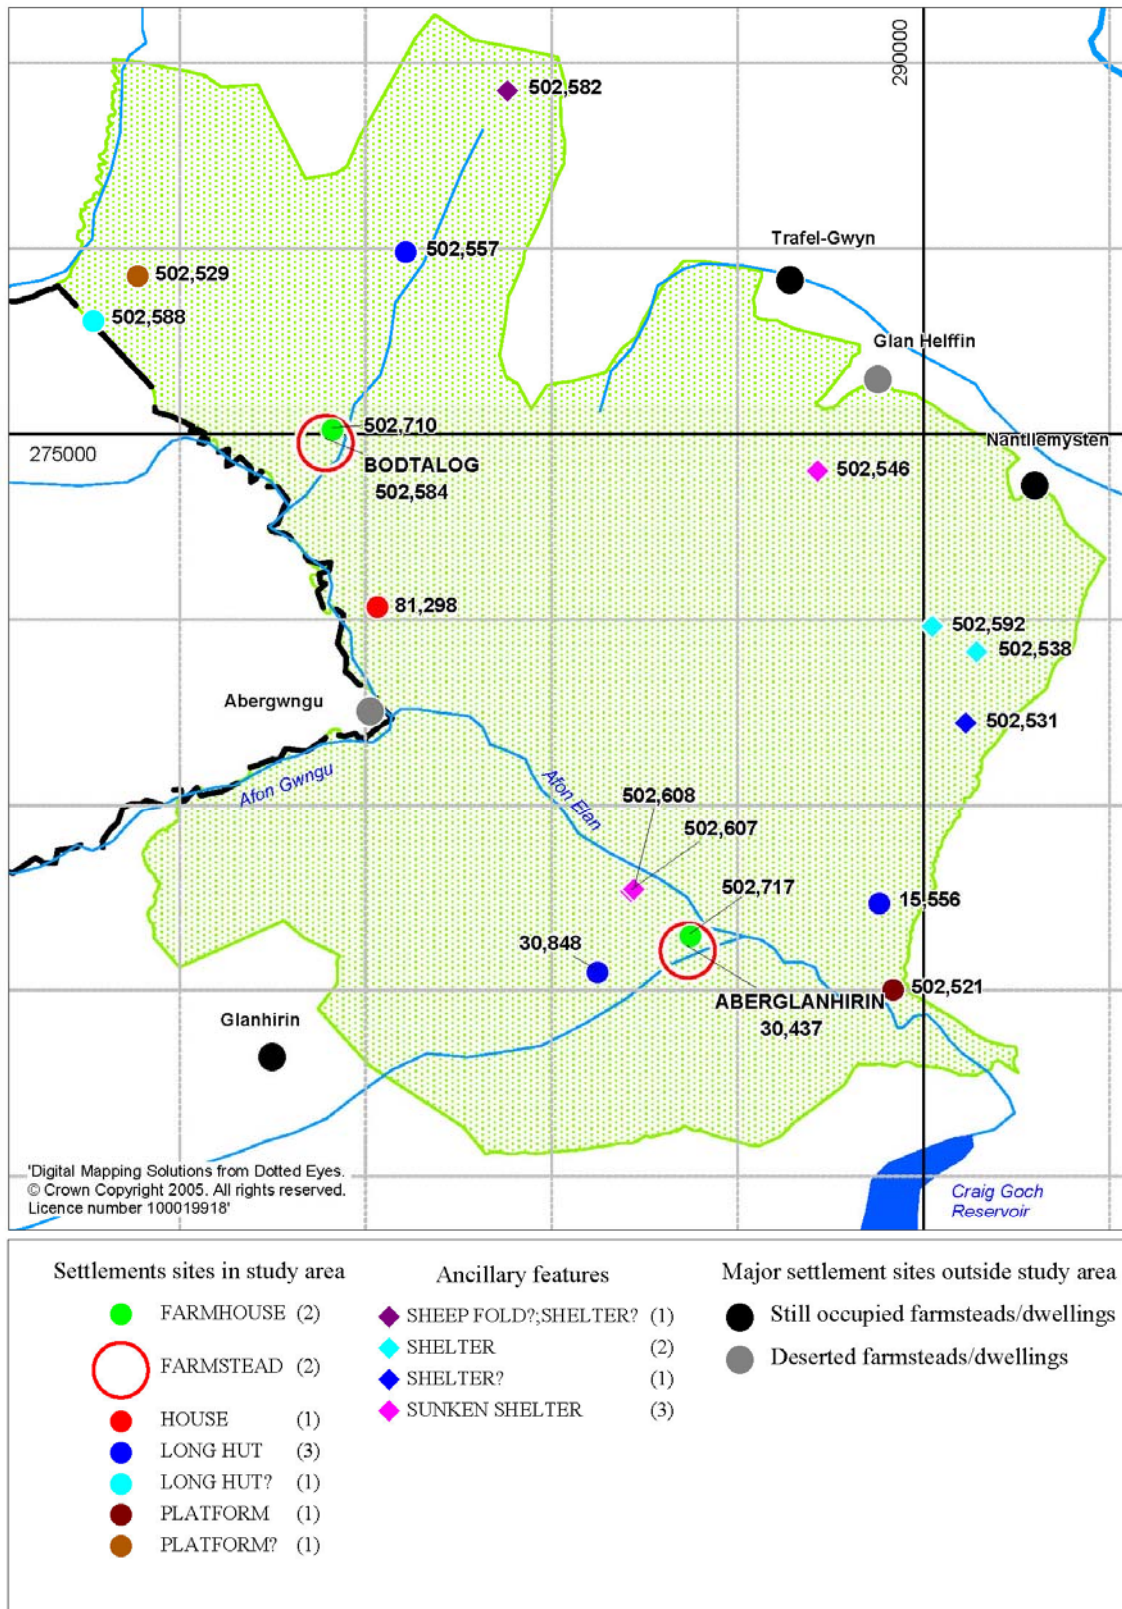 290000
502,582
Trafel-Gwyn
502,557
502,529
502,588
Glan Helffin
502,710
Nantllemysten
275000
BODTALOG
502,584
502,546
81,298
502,592
502,538
Abergwngu
502,531
Afon Gwngu
Afon Elan
502,608
502,607
502,717
15,556
30,848
502,521
ABERGLANHIRIN
30,437
Glanhirin
'Digital Mapping Solutions from Dotted Eyes.
© Crown Copyright 2005. All rights reserved.
Licence number 100019918'
Craig Goch
Reservoir
Settlements sites in study area
FARMHOUSE (2)
FARMSTEAD (2)
HOUSE (1)
LONG HUT (3)
LONG HUT? (1)
PLATFORM (1)
PLATFORM? (1)
Ancillary features
SHEEP FOLD?;SHELTER? (1)
SHELTER (2)
SHELTER? (1)
SUNKEN SHELTER (3)
Major settlement sites outside study area
Still occupied farmsteads/dwellings
Deserted farmsteads/dwellings